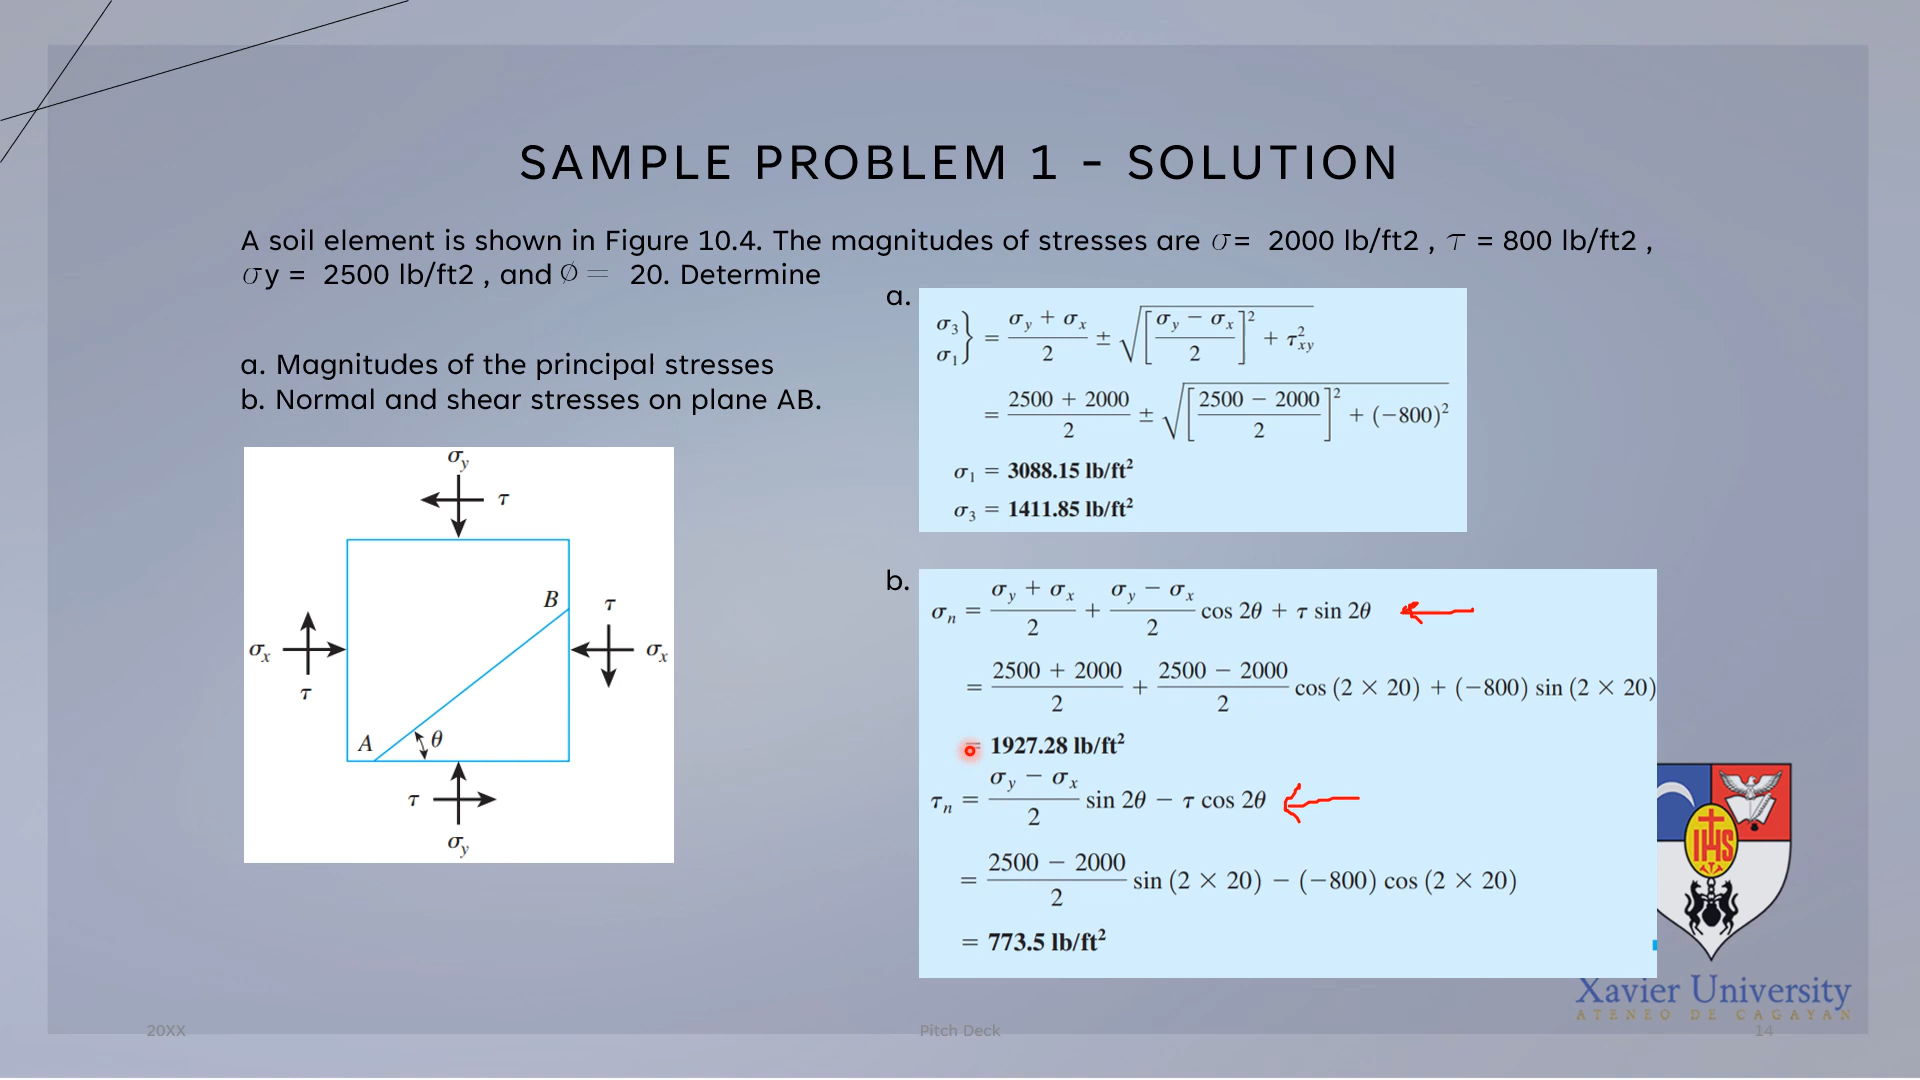 SAMPLE PROBLEM 1 - SOLUTION
A soil element is shown in Figure 10.4. The magnitudes of stresses are σ= 2000 lb/ft2 , τ = 800 lb/ft2 ,
σy = 2500 lb/ft2 , and ∅ = 20. Determine
a. Magnitudes of the principal stresses
b. Normal and shear stresses on plane AB.
σy
τ
B
τ
σx
σx
τ
A
θ
τ
σy
a.
σ3 σ1} = (σy + σx)/2 ± √([(σy − σx)/2]² + τ²xy)
= (2500 + 2000)/2 ± √([(2500 − 2000)/2]² + (−800)²)
σ1 = 3088.15 lb/ft²
σ3 = 1411.85 lb/ft²
b.
σn = (σy + σx)/2 + (σy − σx)/2 cos 2θ + τ sin 2θ
= (2500 + 2000)/2 + (2500 − 2000)/2 cos (2 × 20) + (−800) sin (2 × 20)
= 1927.28 lb/ft²
τn = (σy − σx)/2 sin 2θ − τ cos 2θ
= (2500 − 2000)/2 sin (2 × 20) − (−800) cos (2 × 20)
= 773.5 lb/ft²
IHS
Xavier University
ATENEO DE CAGAYAN
20XX
Pitch Deck
14